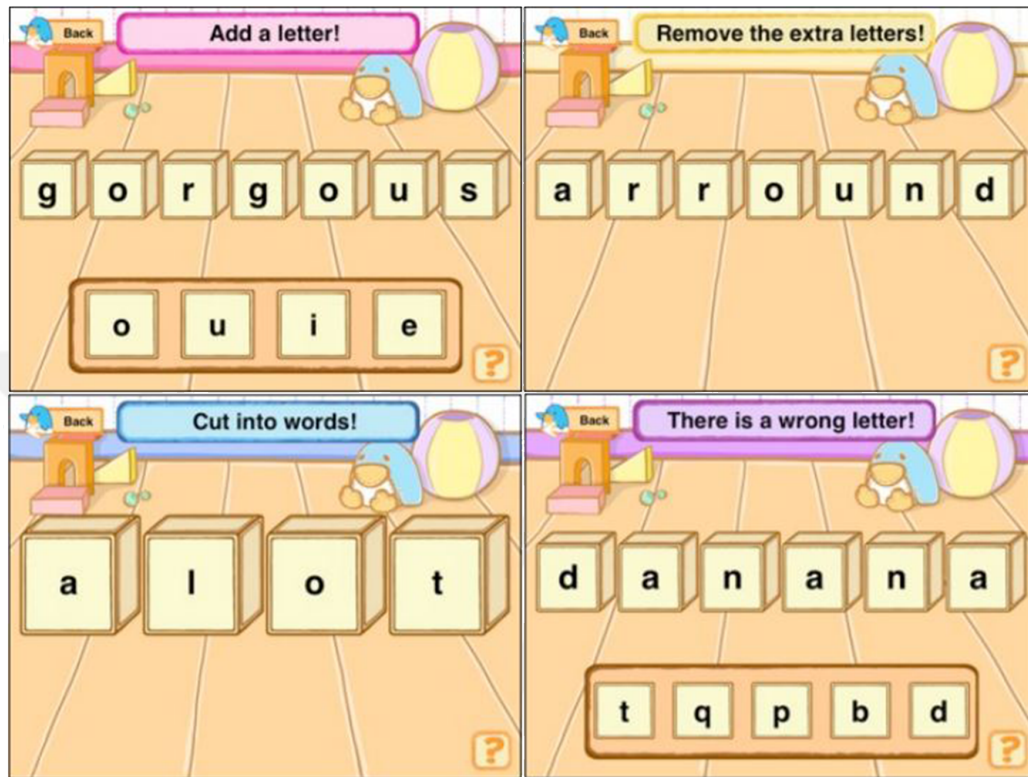 Back
Add a letter!
g o r g o u s
o u i e
?
Back
Remove the extra letters!
a r r o u n d
?
Back
Cut into words!
a l o t
?
Back
There is a wrong letter!
d a n a n a
t q p b d
?